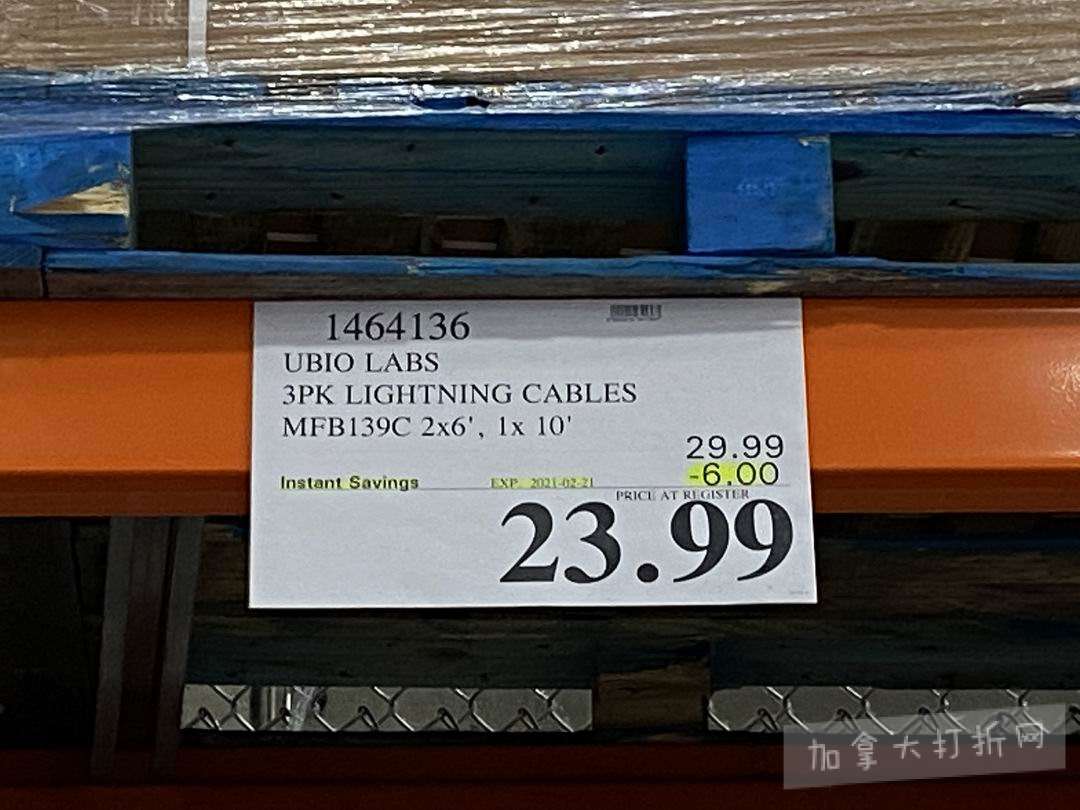 1464136
UBIO LABS
3PK LIGHTNING CABLES
MFB139C 2x6', 1x 10'
29.99
Instant Savings EXP. 2021-02-21 -6.00
PRICE AT REGISTER
23.99
加拿大打折网